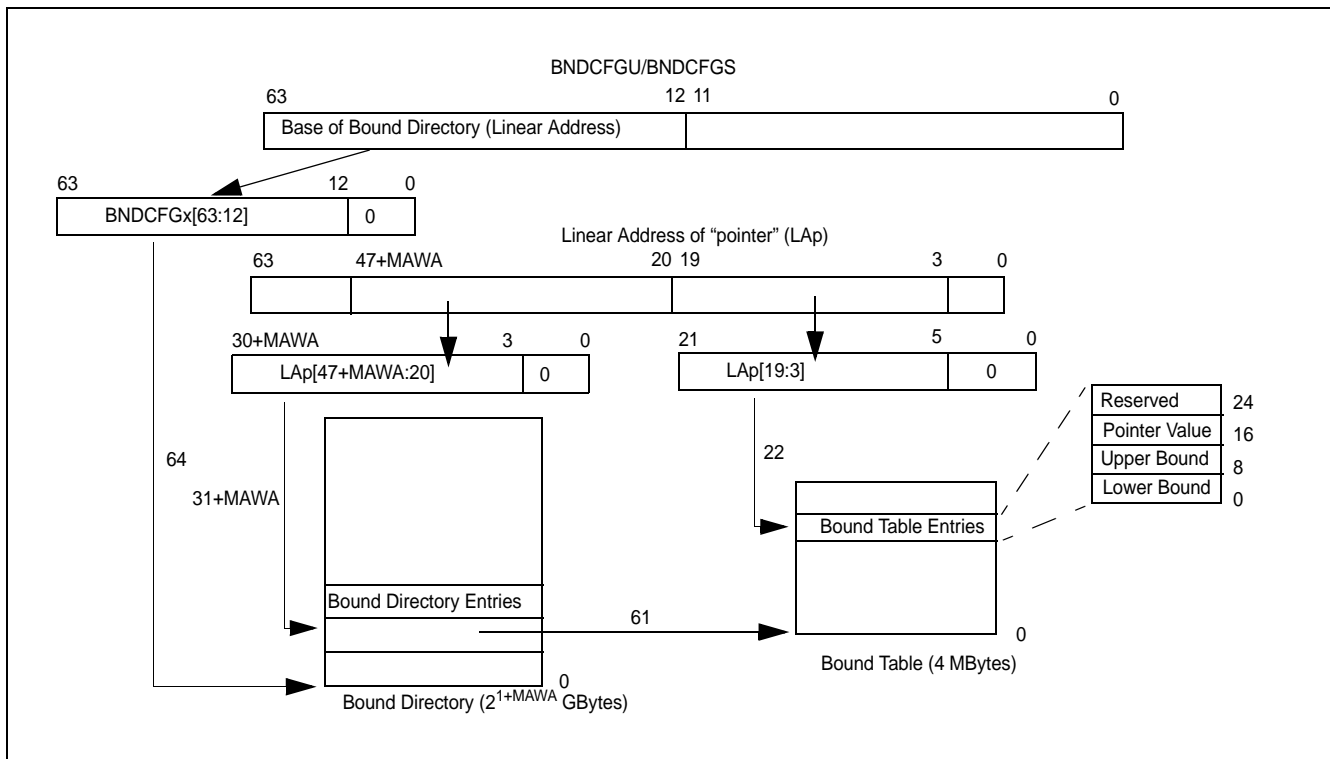 BNDCFGU/BNDCFGS
63 12 11 0
Base of Bound Directory (Linear Address)
63 12 0
BNDCFGx[63:12] 0
Linear Address of “pointer” (LAp)
63 47+MAWA 20 19 3 0
30+MAWA 3 0
21 5 0
LAp[47+MAWA:20] 0
LAp[19:3] 0
Reserved 24
Pointer Value 16
Upper Bound 8
Lower Bound 0
64
22
31+MAWA
Bound Table Entries
Bound Directory Entries
61
0
Bound Table (4 MBytes)
0
Bound Directory (2^1+MAWA GBytes)